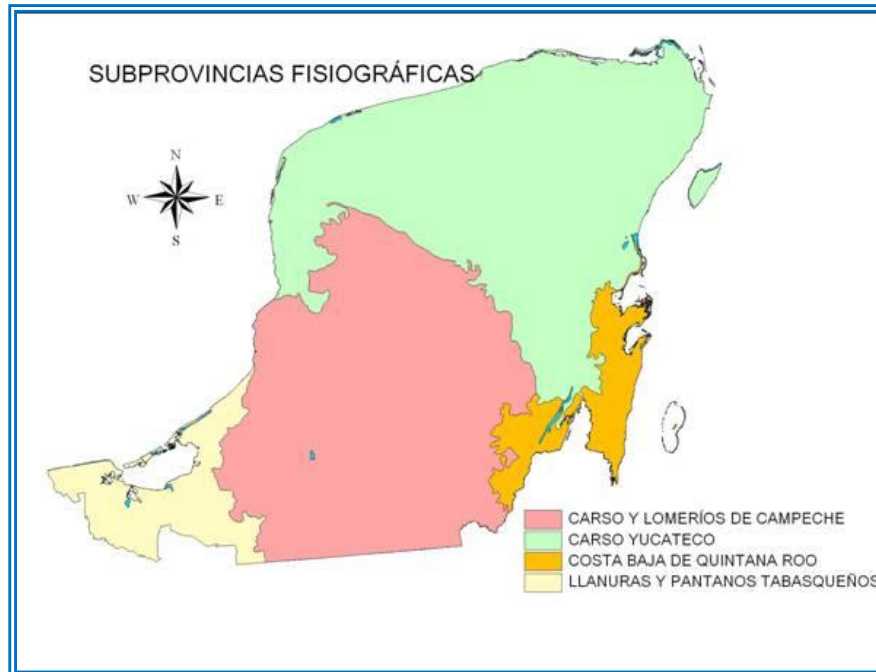 SUBPROVINCIAS FISIOGRÁFICAS
N
W E
S
CARSO Y LOMERÍOS DE CAMPECHE
CARSO YUCATECO
COSTA BAJA DE QUINTANA ROO
LLANURAS Y PANTANOS TABASQUEÑOS